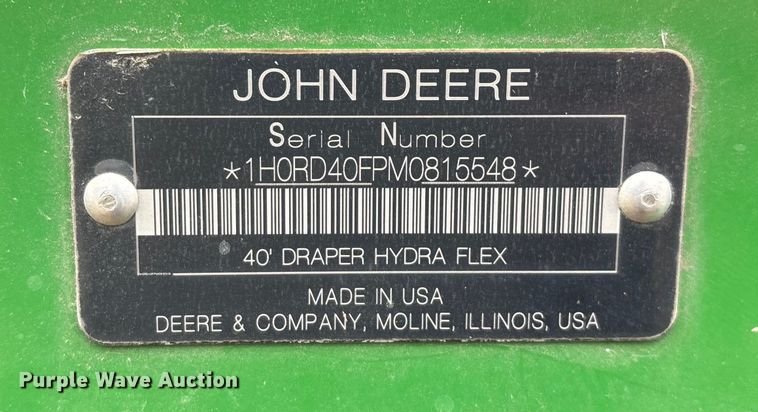 JOHN DEERE
Serial Number
*1H0RD40FPM0815548*
40' DRAPER HYDRA FLEX
MADE IN USA
DEERE & COMPANY, MOLINE, ILLINOIS, USA
Purple Wave Auction